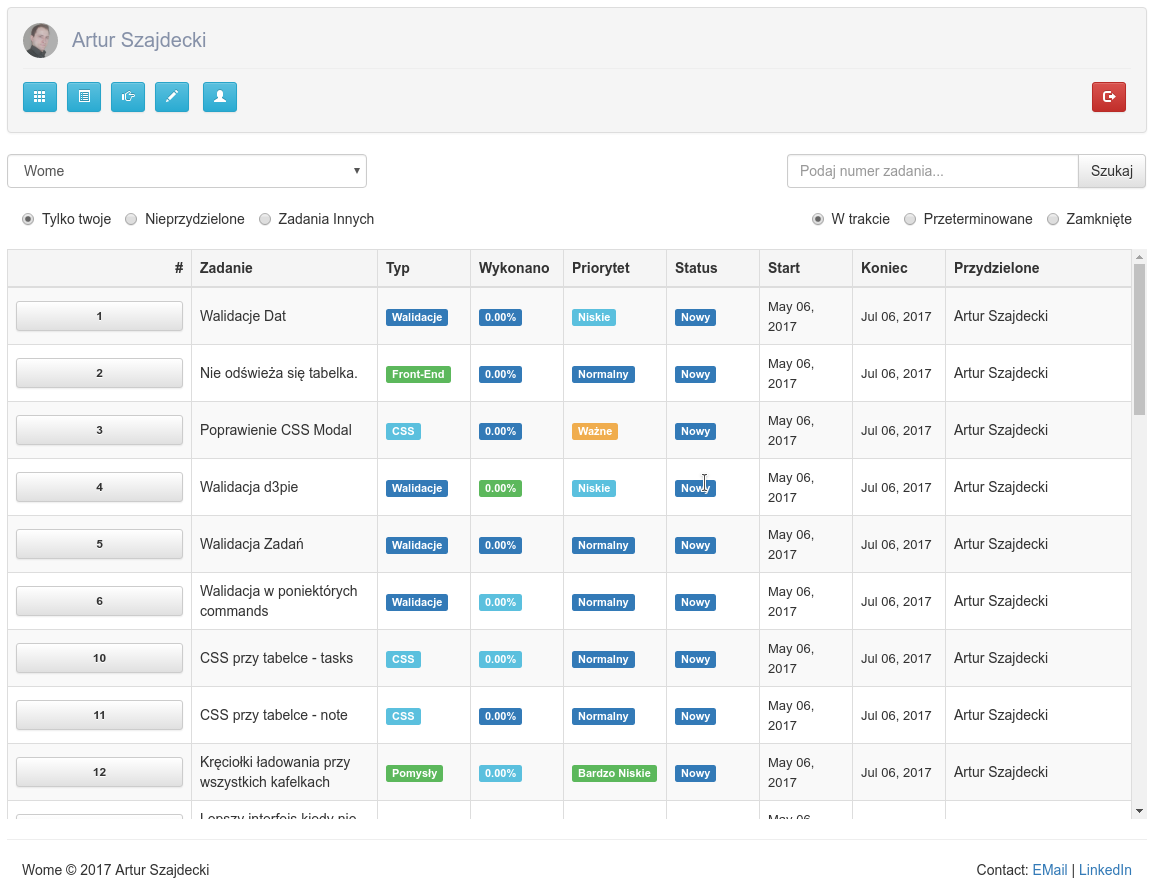 Artur Szajdecki
Wome
Podaj numer zadania... Szukaj
Tylko twoje Nieprzydzielone Zadania Innych W trakcie Przeterminowane Zamknięte
# Zadanie Typ Wykonano Priorytet Status Start Koniec Przydzielone
1 Walidacje Dat Walidacje 0.00% Niskie Nowy May 06, 2017 Jul 06, 2017 Artur Szajdecki
2 Nie odświeża się tabelka. Front-End 0.00% Normalny Nowy May 06, 2017 Jul 06, 2017 Artur Szajdecki
3 Poprawienie CSS Modal CSS 0.00% Ważne Nowy May 06, 2017 Jul 06, 2017 Artur Szajdecki
4 Walidacja d3pie Walidacje 0.00% Niskie Nowy May 06, 2017 Jul 06, 2017 Artur Szajdecki
5 Walidacja Zadań Walidacje 0.00% Normalny Nowy May 06, 2017 Jul 06, 2017 Artur Szajdecki
6 Walidacja w poniektórych commands Walidacje 0.00% Normalny Nowy May 06, 2017 Jul 06, 2017 Artur Szajdecki
10 CSS przy tabelce - tasks CSS 0.00% Normalny Nowy May 06, 2017 Jul 06, 2017 Artur Szajdecki
11 CSS przy tabelce - note CSS 0.00% Normalny Nowy May 06, 2017 Jul 06, 2017 Artur Szajdecki
12 Kręciołki ładowania przy wszystkich kafelkach Pomysły 0.00% Bardzo Niskie Nowy May 06, 2017 Jul 06, 2017 Artur Szajdecki
Lepszy interfejs kiedy nie May 06,
Wome © 2017 Artur Szajdecki Contact: EMail | LinkedIn